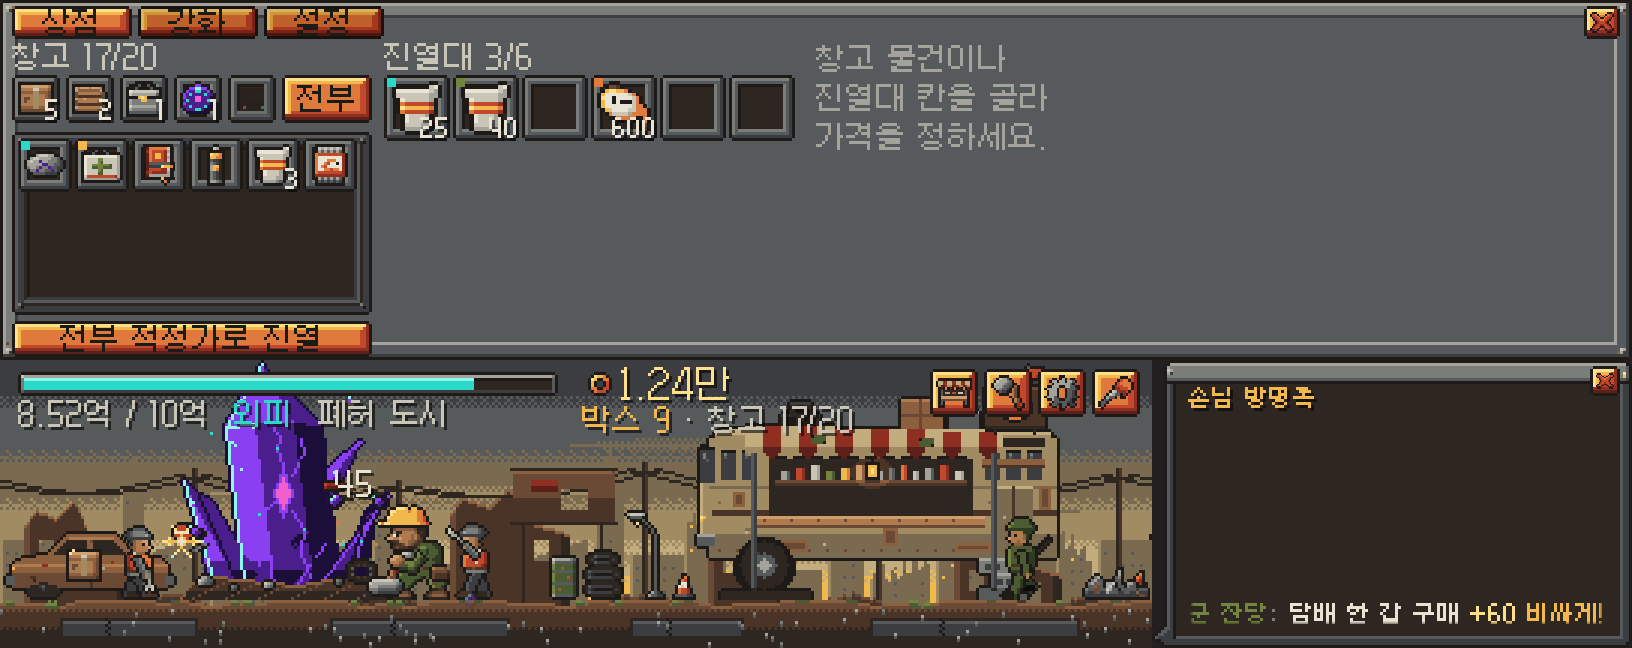 상점 강화 설정
창고 17/20
진열대 3/6
5 2 1 1 전부
25 40 600
3
전부 적정가로 진열
창고 물건이나
진열대 칸을 골라
가격을 정하세요.
1.24만
8.52억 / 10억 인피 폐허 도시
박스 9 · 창고 17/20
45
손님 방명록
군 잔당: 담배 한 갑 구매 +60 비싸게!